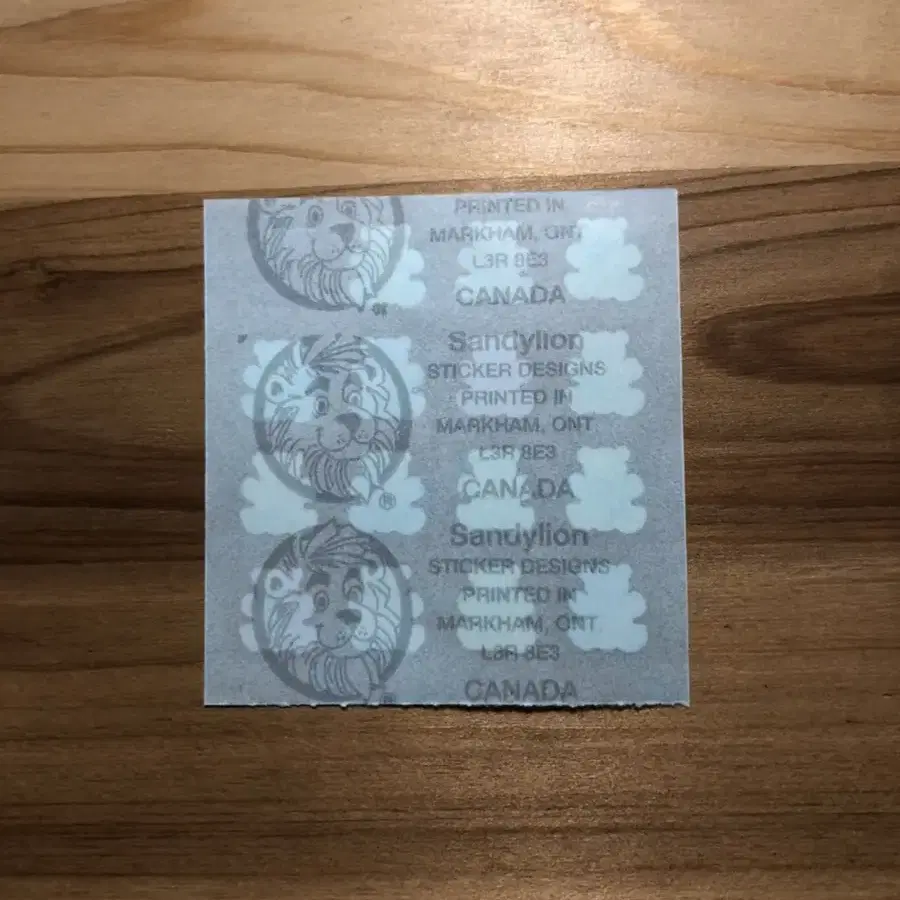 PRINTED IN
MARKHAM, ONT
L3R 8E3
CANADA
Sandylion
STICKER DESIGNS
PRINTED IN
MARKHAM, ONT
L3R 8E3
CANADA
®
Sandylion
STICKER DESIGNS
PRINTED IN
MARKHAM, ONT
L3R 8E3
CANADA